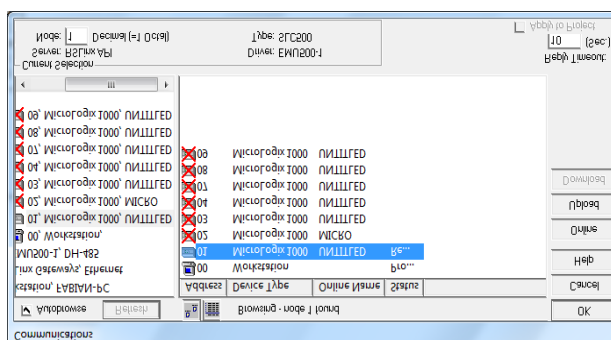 Communications
Autobrowse
Refresh
Browsing - node 1 found
kstation, FABIAN-PC
inx Gateways, Ethernet
MU500-1, DH-485
00, Workstation,
01, MicroLogix 1000, UNTITLED
02, MicroLogix 1000, MICRO
03, MicroLogix 1000, UNTITLED
04, MicroLogix 1000, UNTITLED
07, MicroLogix 1000, UNTITLED
08, MicroLogix 1000, UNTITLED
09, MicroLogix 1000, UNTITLED
Address Device Type Online Name Status
00 Workstation Pro...
01 MicroLogix 1000 UNTITLED Re...
02 MicroLogix 1000 MICRO
03 MicroLogix 1000 UNTITLED
04 MicroLogix 1000 UNTITLED
07 MicroLogix 1000 UNTITLED
08 MicroLogix 1000 UNTITLED
09 MicroLogix 1000 UNTITLED
OK
Cancel
Help
Online
Upload
Download
Current Selection
Server: RSLinx API
Driver: EMU500-1
Node: 1 Decimal (=1 Octal)
Type: SLC500
Reply Timeout:
10 (Sec.)
Apply to Project